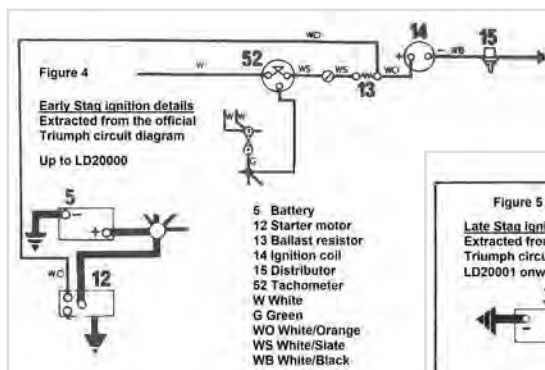 WO
14
15
+
-
WB
Figure 4
W
52
WS
WS
WO
13
Early Stag ignition details
Extracted from the official
Triumph circuit diagram
W W
Up to LD20000
G
5
-
+
WO
12
5 Battery
12 Starter motor
13 Ballast resistor
14 Ignition coil
15 Distributor
52 Tachometer
W White
G Green
WO White/Orange
WS White/Slate
WB White/Black
Figure 5
Late Stag Igni
Extracted from
Triumph circu
LD20001 onw
-